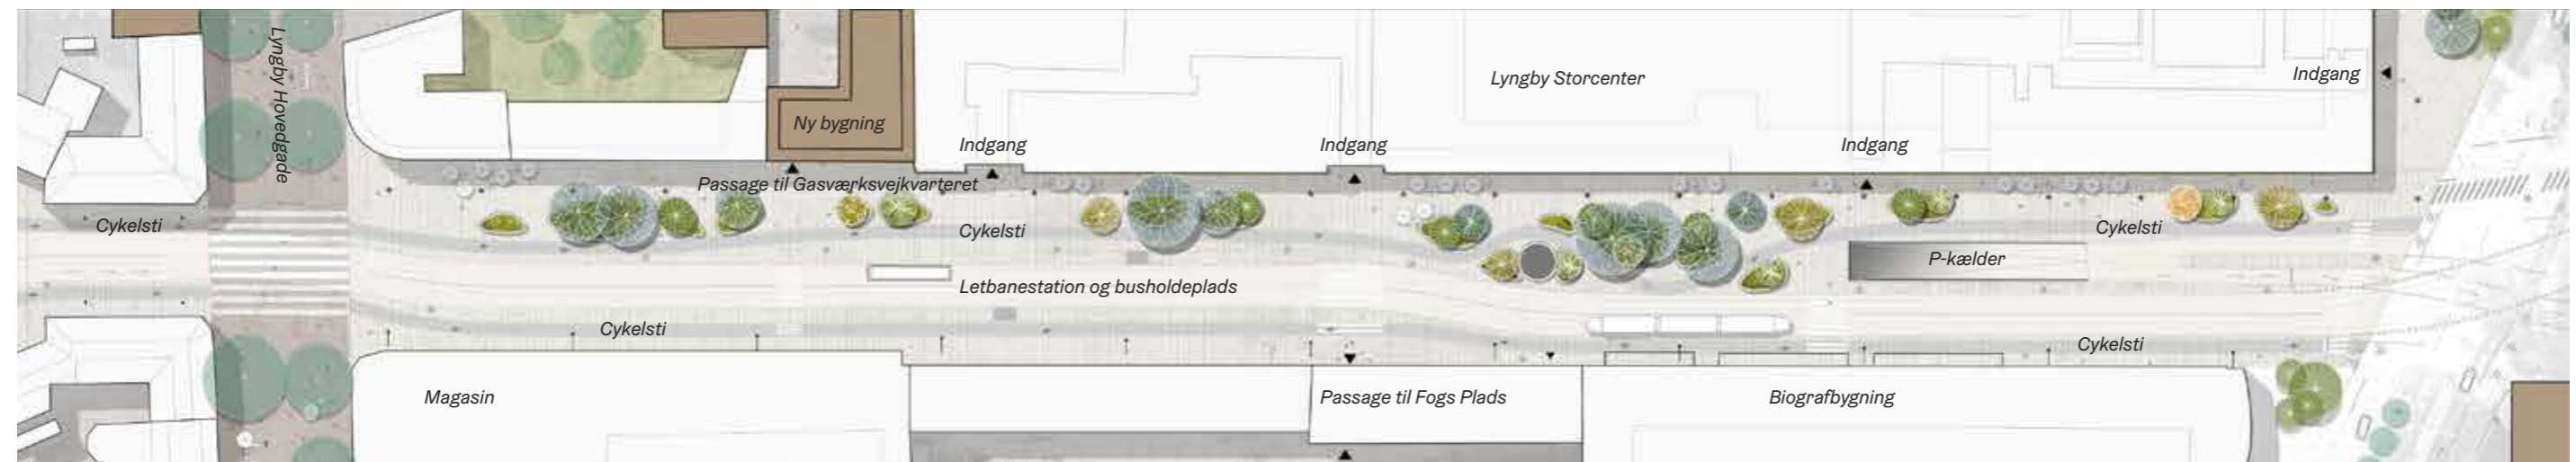 Lyngby Hovedgade
Lyngby Storcenter
Indgang
Ny bygning
Indgang
Indgang
Indgang
Passage til Gasværksvejkvarteret
Cykelsti
Cykelsti
Cykelsti
P-kælder
Letbanestation og busholdeplads
Cykelsti
Cykelsti
Magasin
Passage til Fogs Plads
Biografbygning